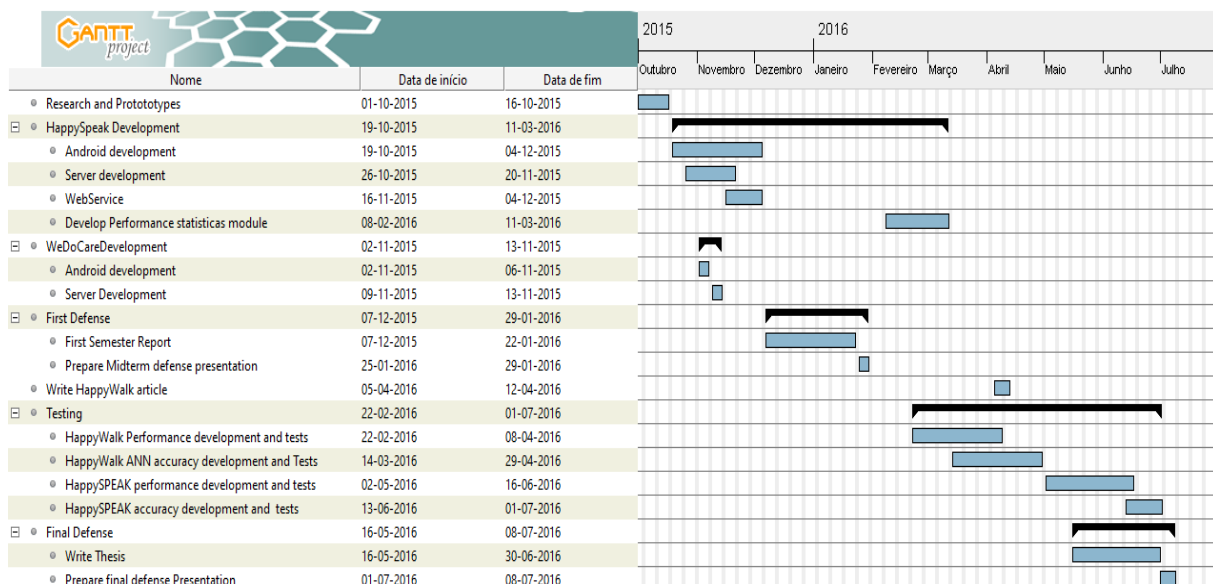 GANTT project
2015 2016
Nome Data de início Data de fim Outubro Novembro Dezembro Janeiro Fevereiro Março Abril Maio Junho Julho
Research and Protototypes 01-10-2015 16-10-2015
HappySpeak Development 19-10-2015 11-03-2016
Android development 19-10-2015 04-12-2015
Server development 26-10-2015 20-11-2015
WebService 16-11-2015 04-12-2015
Develop Performance statisticas module 08-02-2016 11-03-2016
WeDoCareDevelopment 02-11-2015 13-11-2015
Android development 02-11-2015 06-11-2015
Server Development 09-11-2015 13-11-2015
First Defense 07-12-2015 29-01-2016
First Semester Report 07-12-2015 22-01-2016
Prepare Midterm defense presentation 25-01-2016 29-01-2016
Write HappyWalk article 05-04-2016 12-04-2016
Testing 22-02-2016 01-07-2016
HappyWalk Performance development and tests 22-02-2016 08-04-2016
HappyWalk ANN accuracy development and Tests 14-03-2016 29-04-2016
HappySPEAK performance development and tests 02-05-2016 16-06-2016
HappySPEAK accuracy development and tests 13-06-2016 01-07-2016
Final Defense 16-05-2016 08-07-2016
Write Thesis 16-05-2016 30-06-2016
Prepare final defense Presentation 01-07-2016 08-07-2016